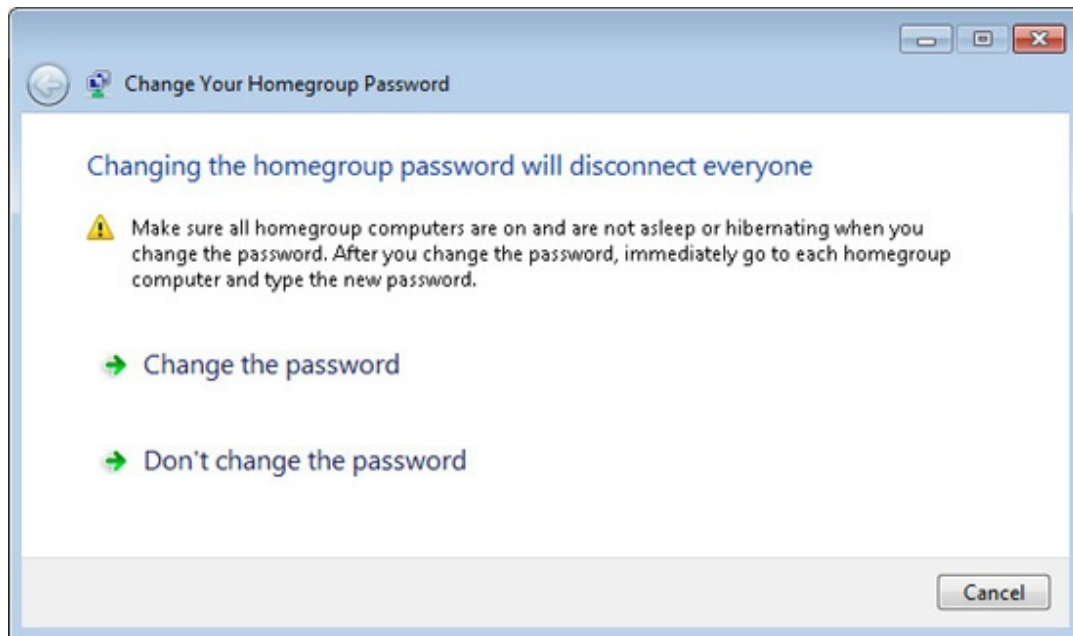 Change Your Homegroup Password
Changing the homegroup password will disconnect everyone
Make sure all homegroup computers are on and are not asleep or hibernating when you
change the password. After you change the password, immediately go to each homegroup
computer and type the new password.
Change the password
Don't change the password
Cancel